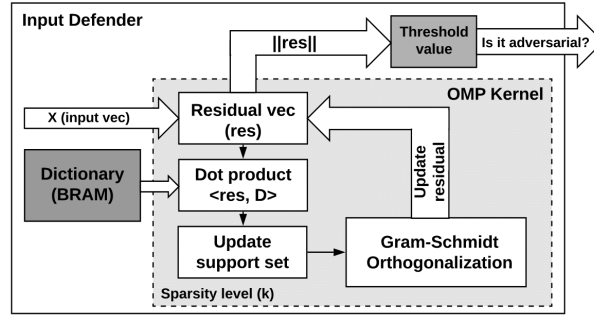 Input Defender
||res||
Threshold
value
Is it adversarial?
OMP Kernel
X (input vec)
Residual vec
(res)
Dictionary
(BRAM)
Dot product
<res, D>
Update
residual
Update
support set
Gram-Schmidt
Orthogonalization
Sparsity level (k)